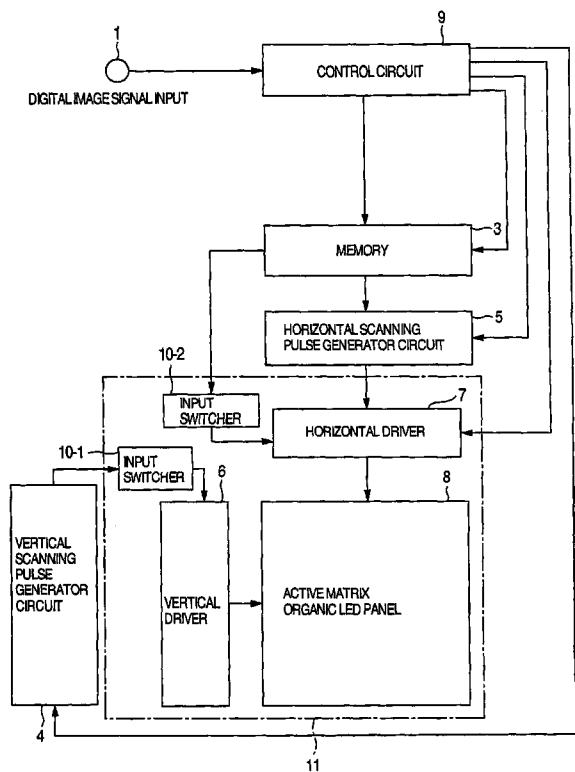 1
9
CONTROL CIRCUIT
DIGITAL IMAGE SIGNAL INPUT
3
MEMORY
5
HORIZONTAL SCANNING
PULSE GENERATOR CIRCUIT
10-2
INPUT
SWITCHER
7
HORIZONTAL DRIVER
10-1
INPUT
SWITCHER
6
8
VERTICAL
SCANNING
PULSE
GENERATOR
CIRCUIT
VERTICAL
DRIVER
ACTIVE MATRIX
ORGANIC LED PANEL
4
11